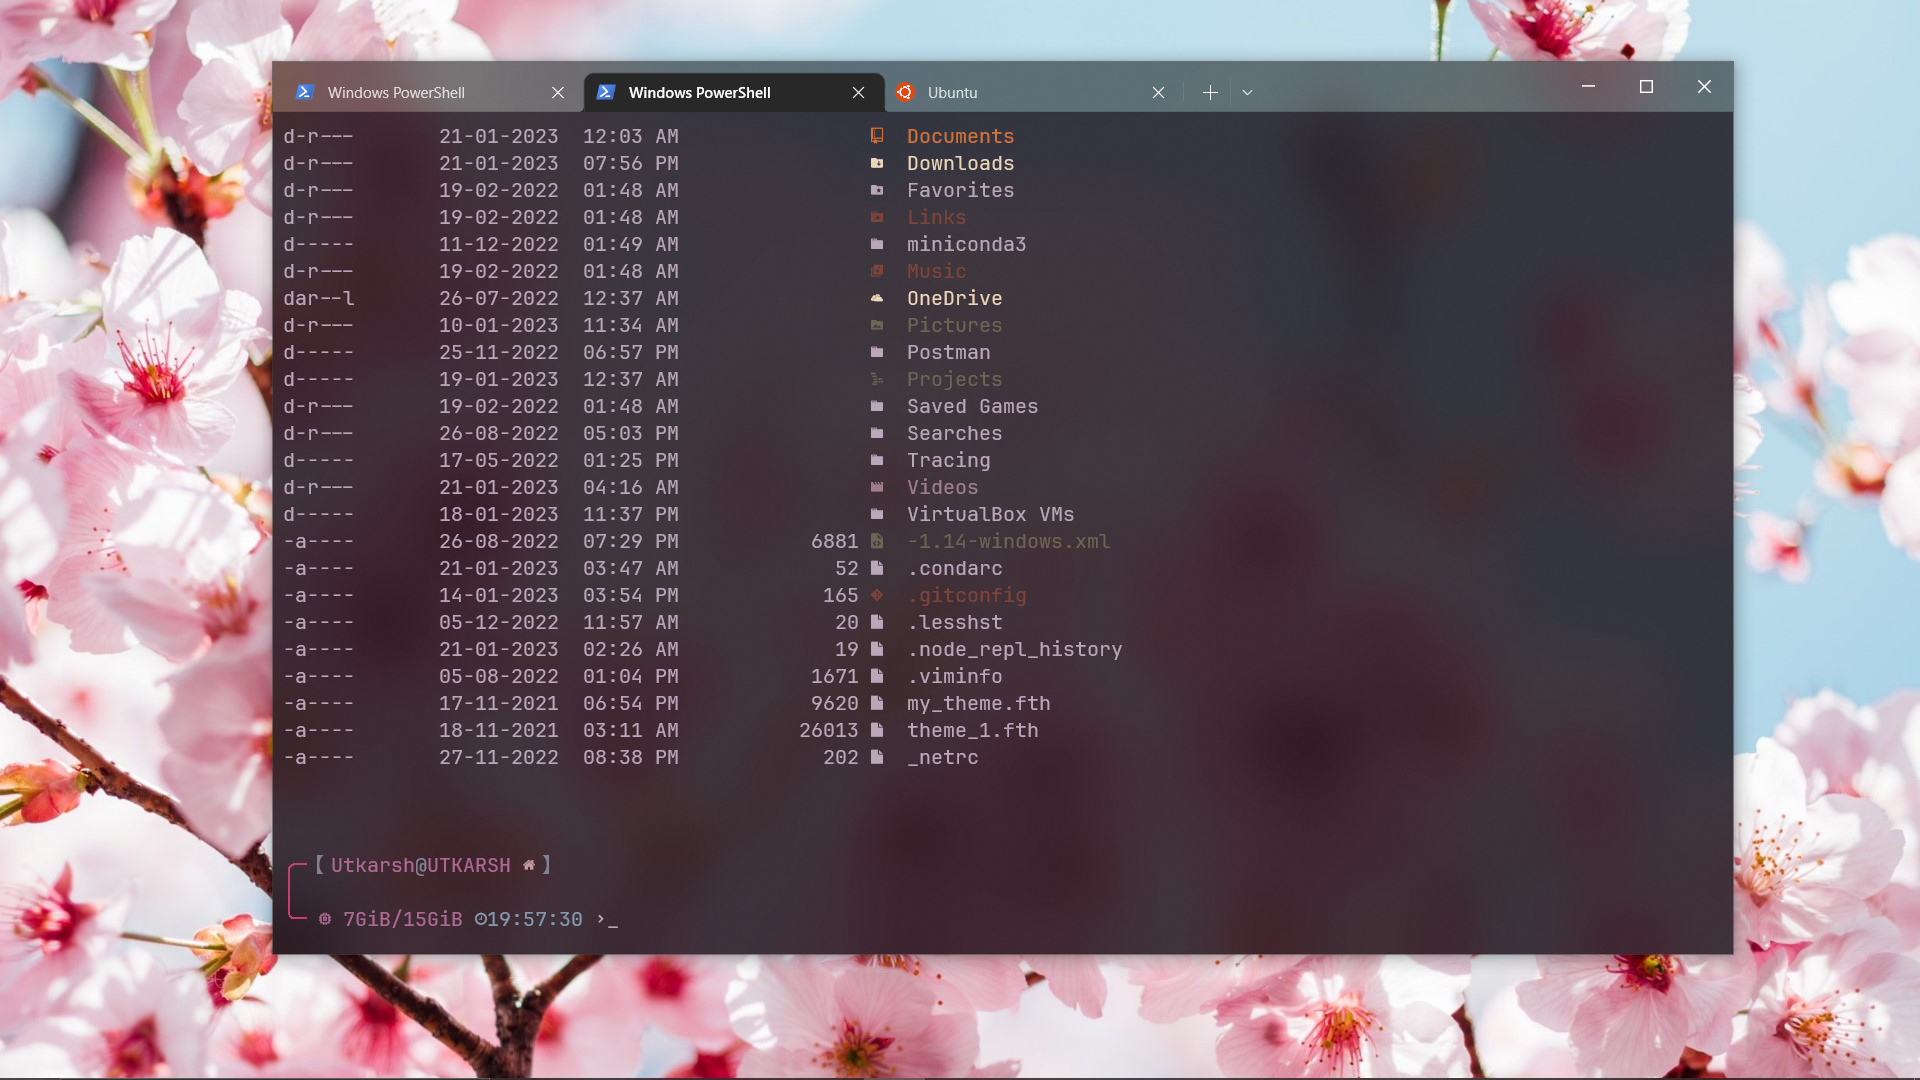 Windows PowerShell Windows PowerShell Ubuntu
d-r--- 21-01-2023 12:03 AM Documents
d-r--- 21-01-2023 07:56 PM Downloads
d-r--- 19-02-2022 01:48 AM Favorites
d-r--- 19-02-2022 01:48 AM Links
d----- 11-12-2022 01:49 AM miniconda3
d-r--- 19-02-2022 01:48 AM Music
dar--l 26-07-2022 12:37 AM OneDrive
d-r--- 10-01-2023 11:34 AM Pictures
d----- 25-11-2022 06:57 PM Postman
d----- 19-01-2023 12:37 AM Projects
d-r--- 19-02-2022 01:48 AM Saved Games
d-r--- 26-08-2022 05:03 PM Searches
d----- 17-05-2022 01:25 PM Tracing
d-r--- 21-01-2023 04:16 AM Videos
d----- 18-01-2023 11:37 PM VirtualBox VMs
-a---- 26-08-2022 07:29 PM 6881 -1.14-windows.xml
-a---- 21-01-2023 03:47 AM 52 .condarc
-a---- 14-01-2023 03:54 PM 165 .gitconfig
-a---- 05-12-2022 11:57 AM 20 .lesshst
-a---- 21-01-2023 02:26 AM 19 .node_repl_history
-a---- 05-08-2022 01:04 PM 1671 .viminfo
-a---- 17-11-2021 06:54 PM 9620 my_theme.fth
-a---- 18-11-2021 03:11 AM 26013 theme_1.fth
-a---- 27-11-2022 08:38 PM 202 _netrc
【Utkarsh@UTKARSH 】
7GiB/15GiB 19:57:30 ›_